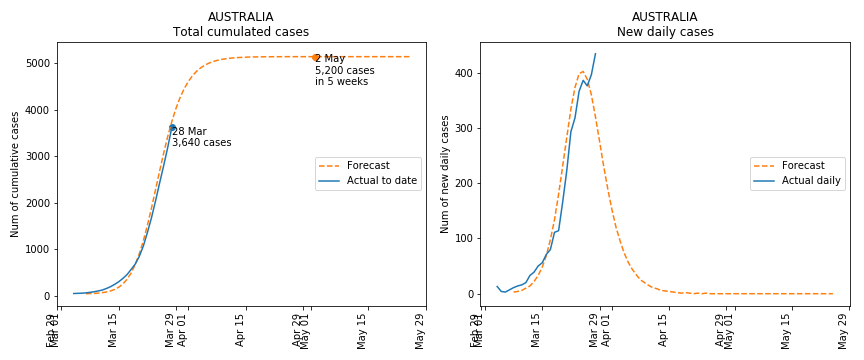 AUSTRALIA
Total cumulated cases
Num of cumulative cases
5000
4000
3000
2000
1000
0
2 May
5,200 cases
in 5 weeks
28 Mar
3,640 cases
Forecast
Actual to date
Feb 29
Mar 01
Mar 15
Mar 29
Apr 01
Apr 15
Apr 29
May 01
May 15
May 29
AUSTRALIA
New daily cases
Num of new daily cases
400
300
200
100
0
Forecast
Actual daily
Feb 29
Mar 01
Mar 15
Mar 29
Apr 01
Apr 15
Apr 29
May 01
May 15
May 29